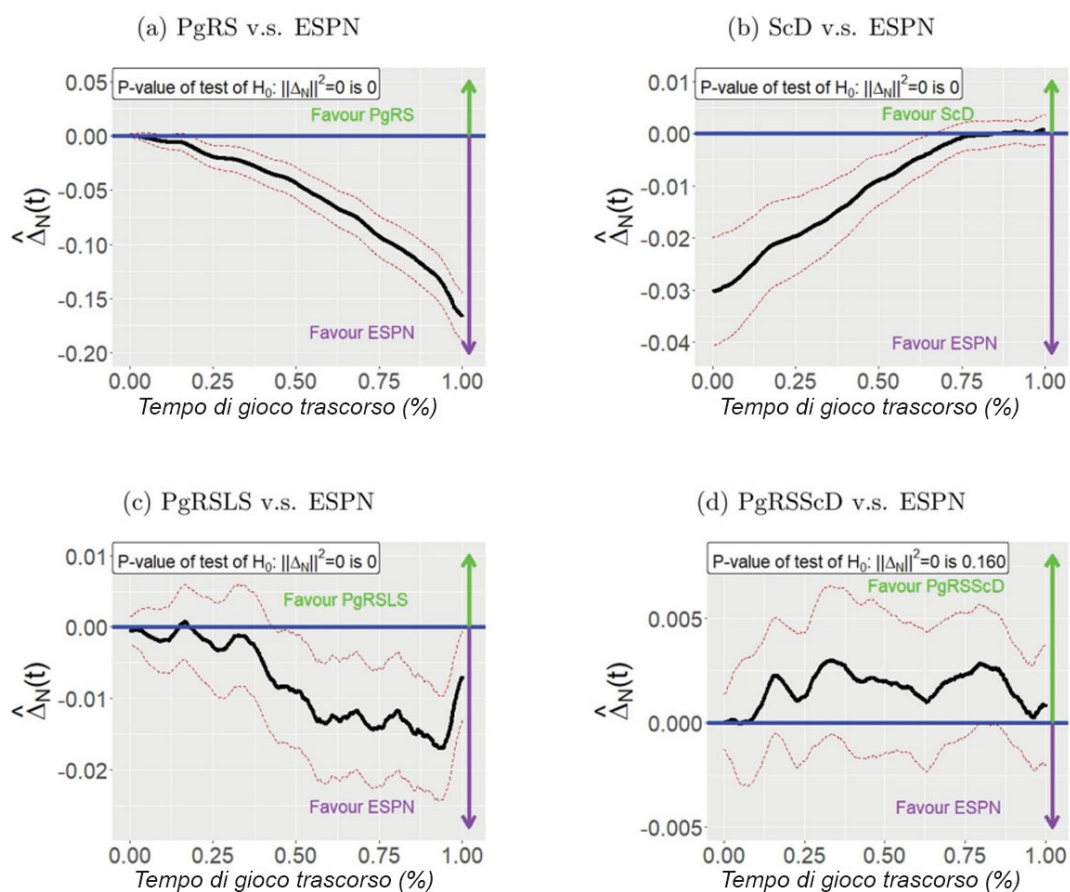 (a) PgRS v.s. ESPN
P-value of test of H₀: ||Δ_N||²=0 is 0
Favour PgRS
0.05
0.00
-0.05
-0.10
-0.15
-0.20
Δ̂_N(t)
Favour ESPN
0.00 0.25 0.50 0.75 1.00
Tempo di gioco trascorso (%)
(b) ScD v.s. ESPN
P-value of test of H₀: ||Δ_N||²=0 is 0
Favour ScD
0.01
0.00
-0.01
-0.02
-0.03
-0.04
Δ̂_N(t)
Favour ESPN
0.00 0.25 0.50 0.75 1.00
Tempo di gioco trascorso (%)
(c) PgRSLS v.s. ESPN
P-value of test of H₀: ||Δ_N||²=0 is 0
Favour PgRSLS
0.01
0.00
-0.01
-0.02
Δ̂_N(t)
Favour ESPN
0.00 0.25 0.50 0.75 1.00
Tempo di gioco trascorso (%)
(d) PgRSScD v.s. ESPN
P-value of test of H₀: ||Δ_N||²=0 is 0.160
Favour PgRSScD
0.005
0.000
-0.005
Δ̂_N(t)
Favour ESPN
0.00 0.25 0.50 0.75 1.00
Tempo di gioco trascorso (%)